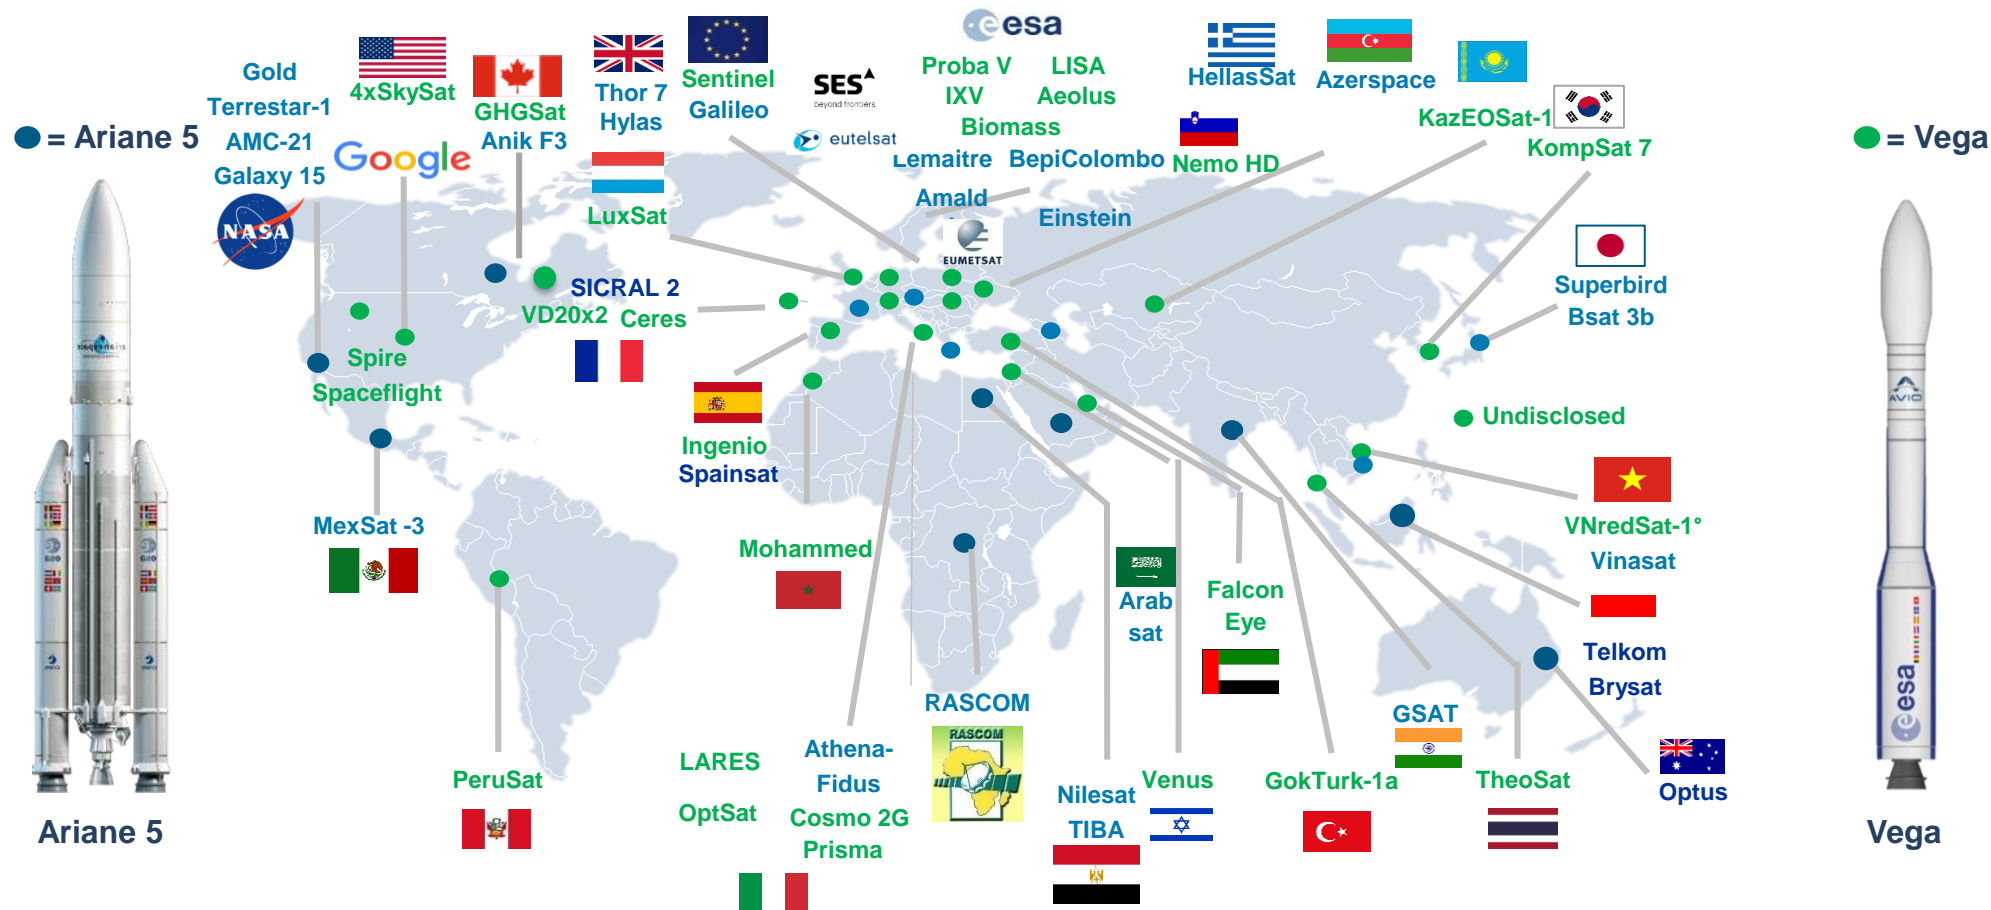 = Ariane 5
Ariane 5
Gold
Terrestar-1
AMC-21
Galaxy 15
NASA
4xSkySat
Google
GHGSat
Anik F3
Thor 7
Hylas
LuxSat
Sentinel
Galileo
SES
beyond frontiers
eutelsat
esa
Proba V
LISA
IXV
Aeolus
Biomass
Lemaitre
BepiColombo
Amald
Einstein
EUMETSAT
HellasSat
Nemo HD
Azerspace
KazEOSat-1
KompSat 7
= Vega
Superbird
Bsat 3b
SICRAL 2
VD20x2
Ceres
Spire
Spaceflight
Ingenio
Spainsat
Undisclosed
MexSat -3
Mohammed
Arab
sat
Falcon
Eye
VNredSat-1°
Vinasat
Telkom
Brysat
RASCOM
RASCOM
GSAT
PeruSat
LARES
OptSat
Athena-
Fidus
Cosmo 2G
Prisma
Nilesat
TIBA
Venus
GokTurk-1a
TheoSat
Optus
AVIO
esa
Vega